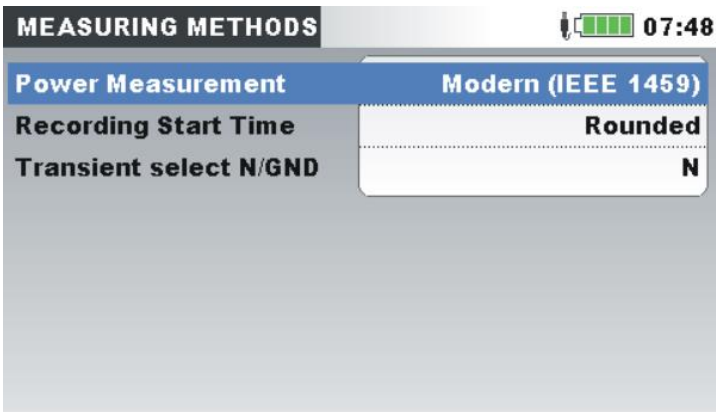 MEASURING METHODS 07:48
Power Measurement Modern (IEEE 1459)
Recording Start Time Rounded
Transient select N/GND N